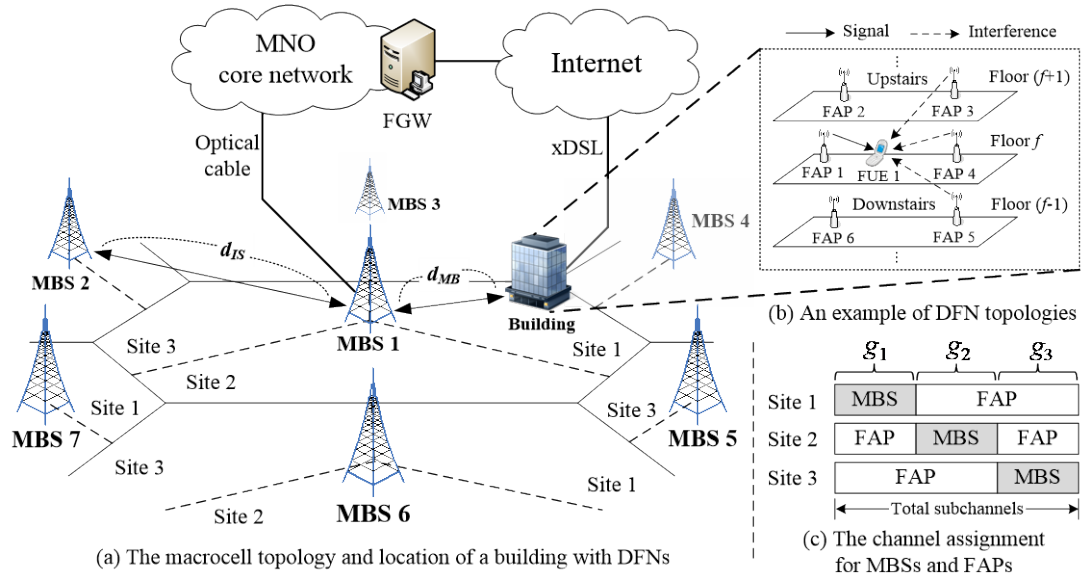 MNO
core network
FGW
Internet
Optical
cable
xDSL
MBS 3
MBS 4
MBS 2
d_IS
d_MB
MBS 1
Building
Site 3
Site 1
Site 2
Site 1
Site 3
MBS 7
MBS 5
Site 3
Site 1
Site 2
MBS 6
(a) The macrocell topology and location of a building with DFNs
Signal
Interference
Upstairs
Floor (f+1)
FAP 2
FAP 3
Floor f
FAP 1
FUE 1
FAP 4
Downstairs
Floor (f-1)
FAP 6
FAP 5
(b) An example of DFN topologies
g1 g2 g3
Site 1 MBS FAP
Site 2 FAP MBS FAP
Site 3 FAP MBS
Total subchannels
(c) The channel assignment
for MBSs and FAPs